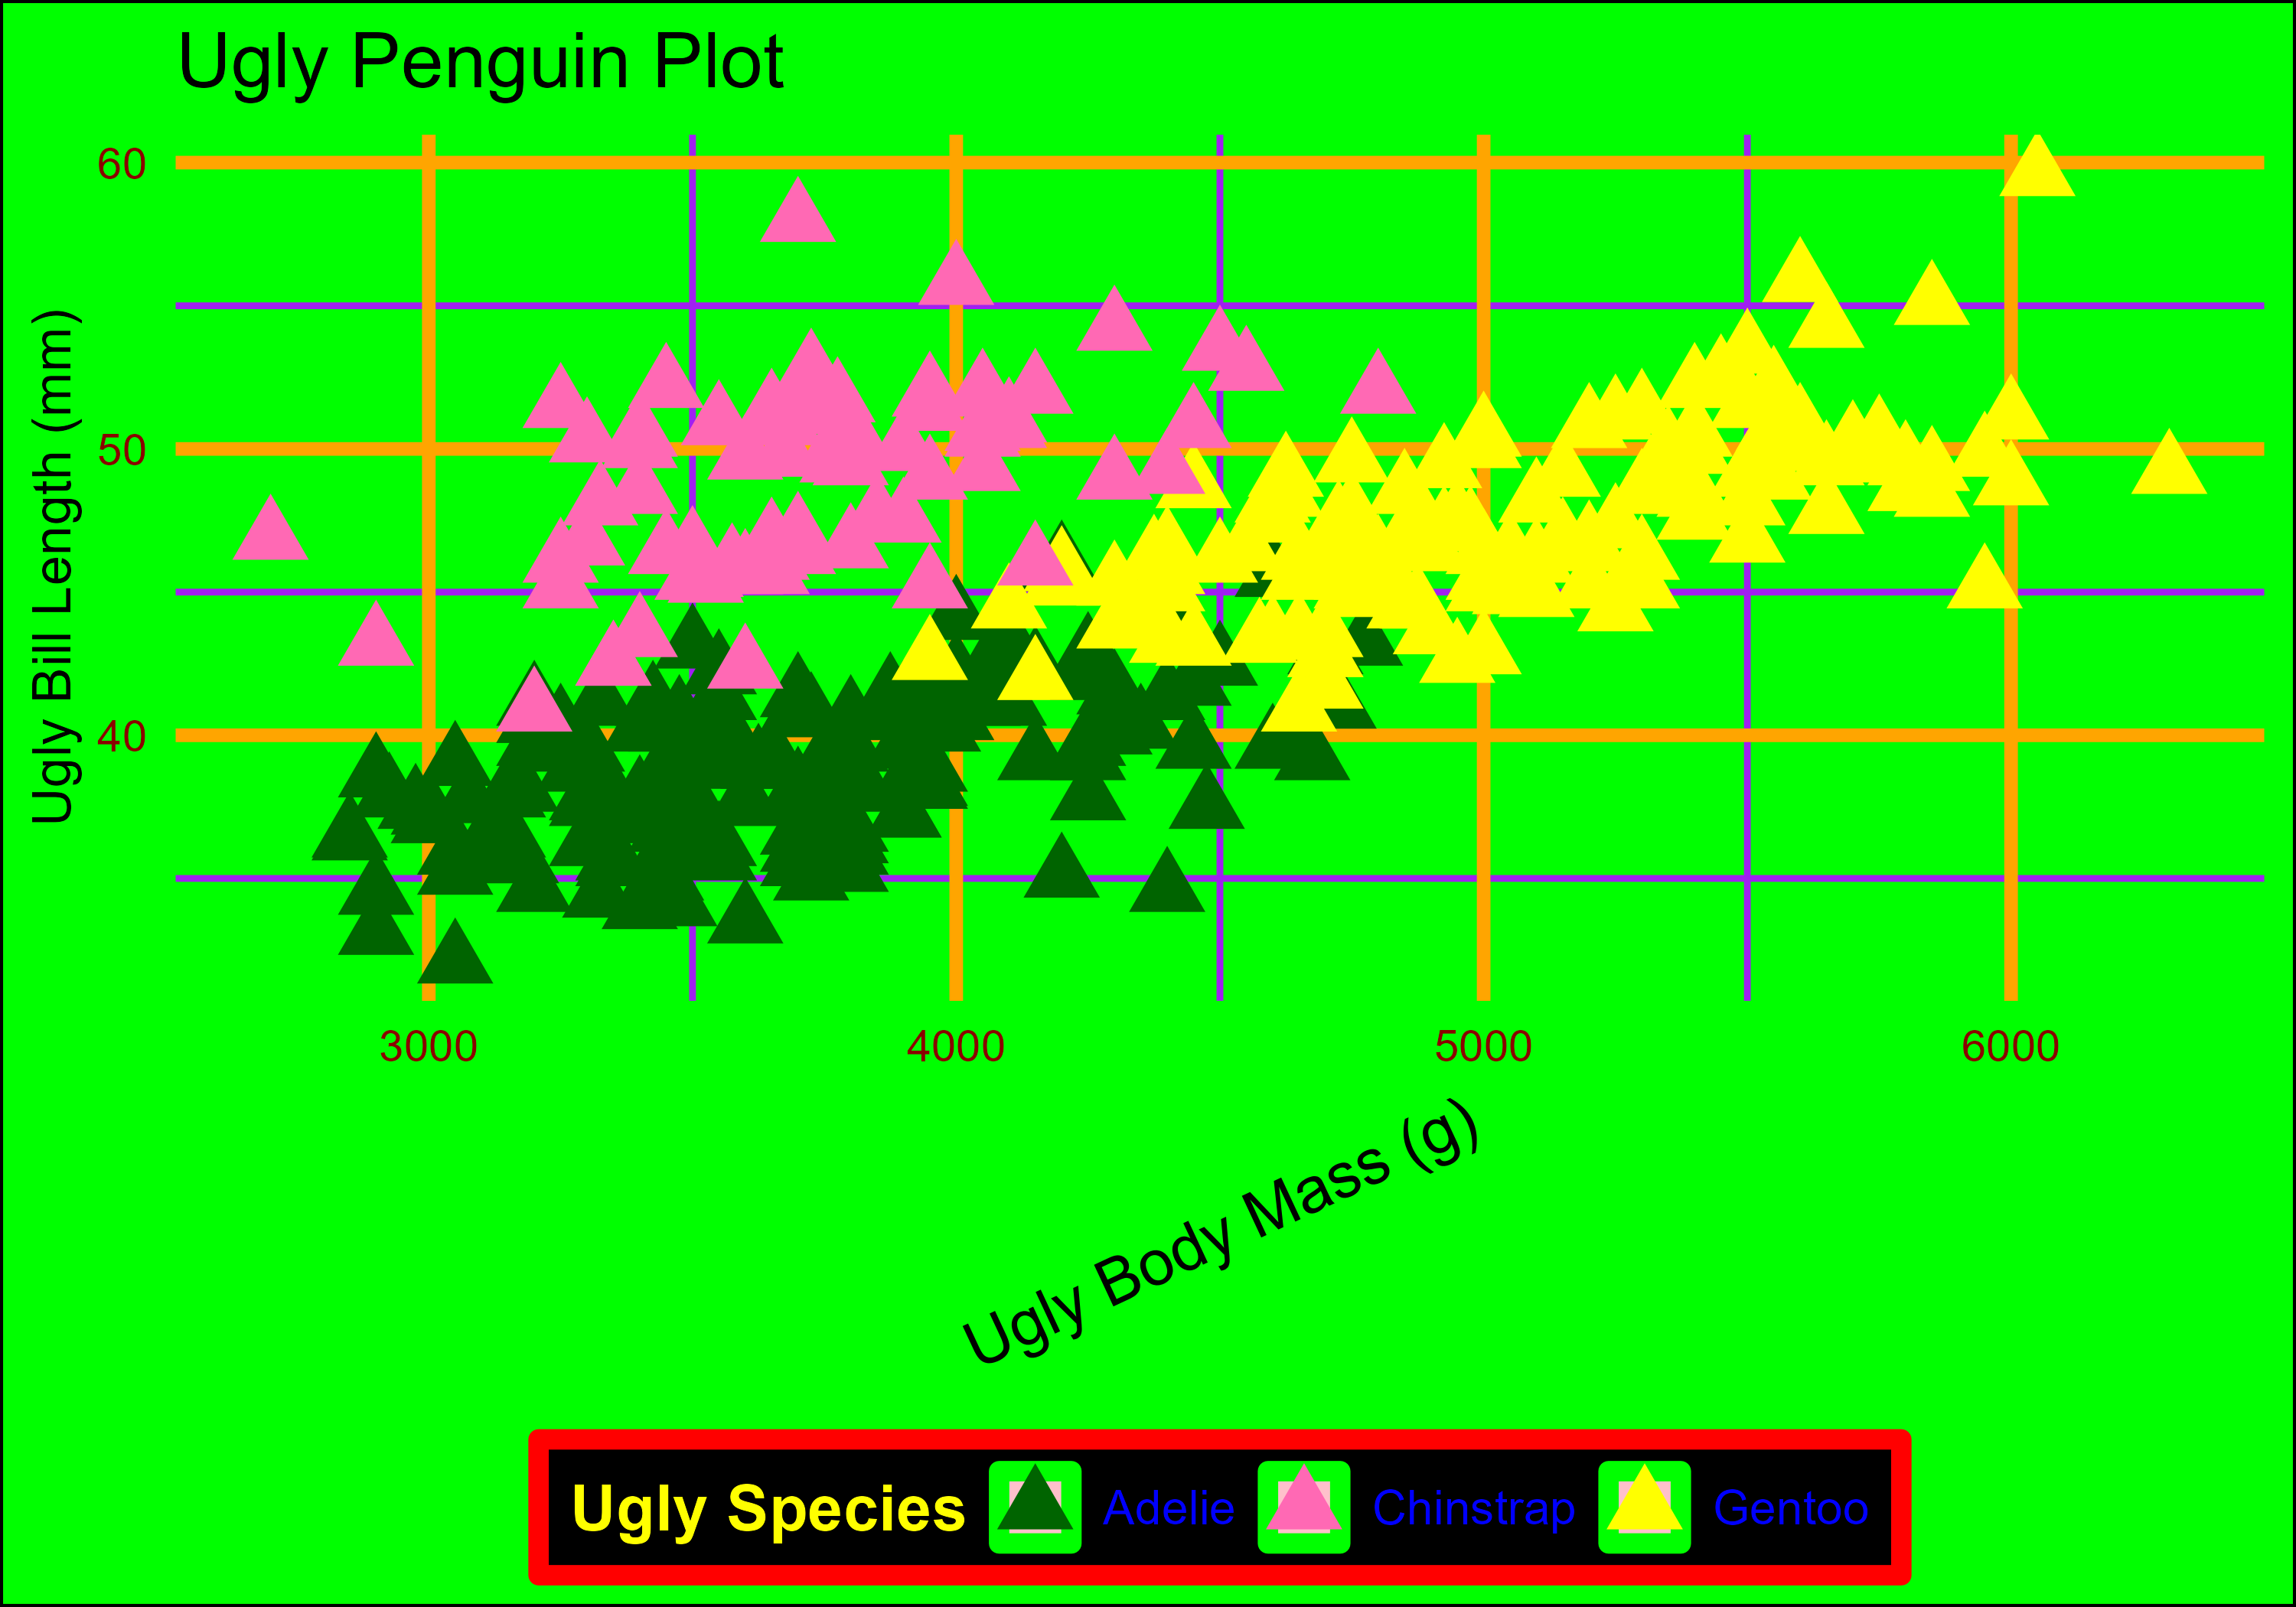 Ugly Penguin Plot
Ugly Bill Length (mm)
60
50
40
3000 4000 5000 6000
Ugly Body Mass (g)
Ugly Species Adelie Chinstrap Gentoo